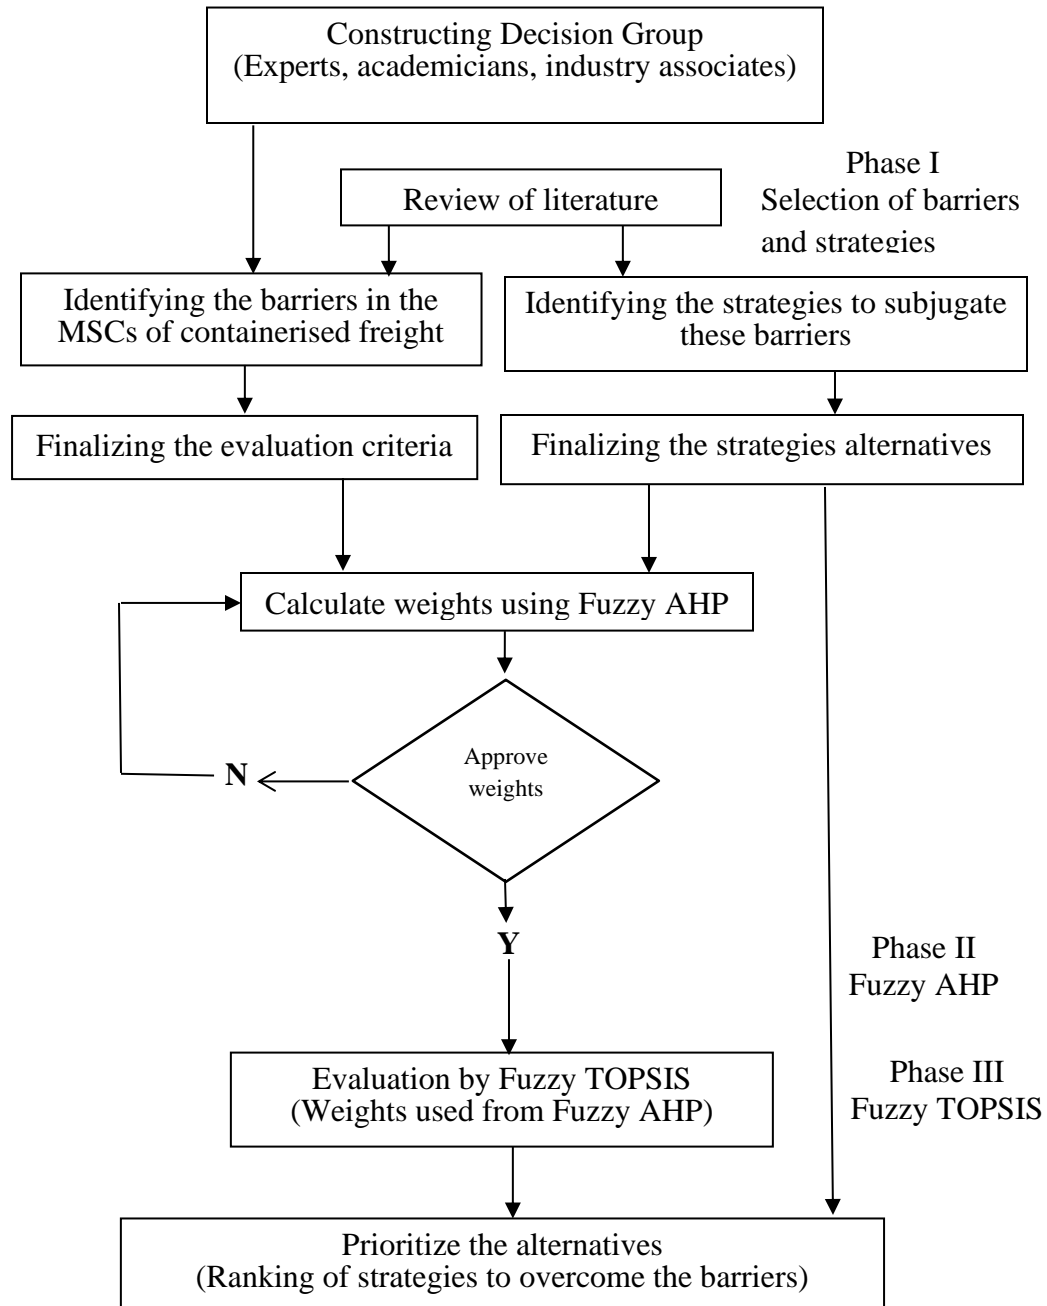 Constructing Decision Group
(Experts, academicians, industry associates)
Phase I
Selection of barriers
and strategies
Review of literature
Identifying the barriers in the
MSCs of containerised freight
Identifying the strategies to subjugate
these barriers
Finalizing the evaluation criteria
Finalizing the strategies alternatives
Calculate weights using Fuzzy AHP
Approve
weights
N
Y
Phase II
Fuzzy AHP
Evaluation by Fuzzy TOPSIS
(Weights used from Fuzzy AHP)
Phase III
Fuzzy TOPSIS
Prioritize the alternatives
(Ranking of strategies to overcome the barriers)